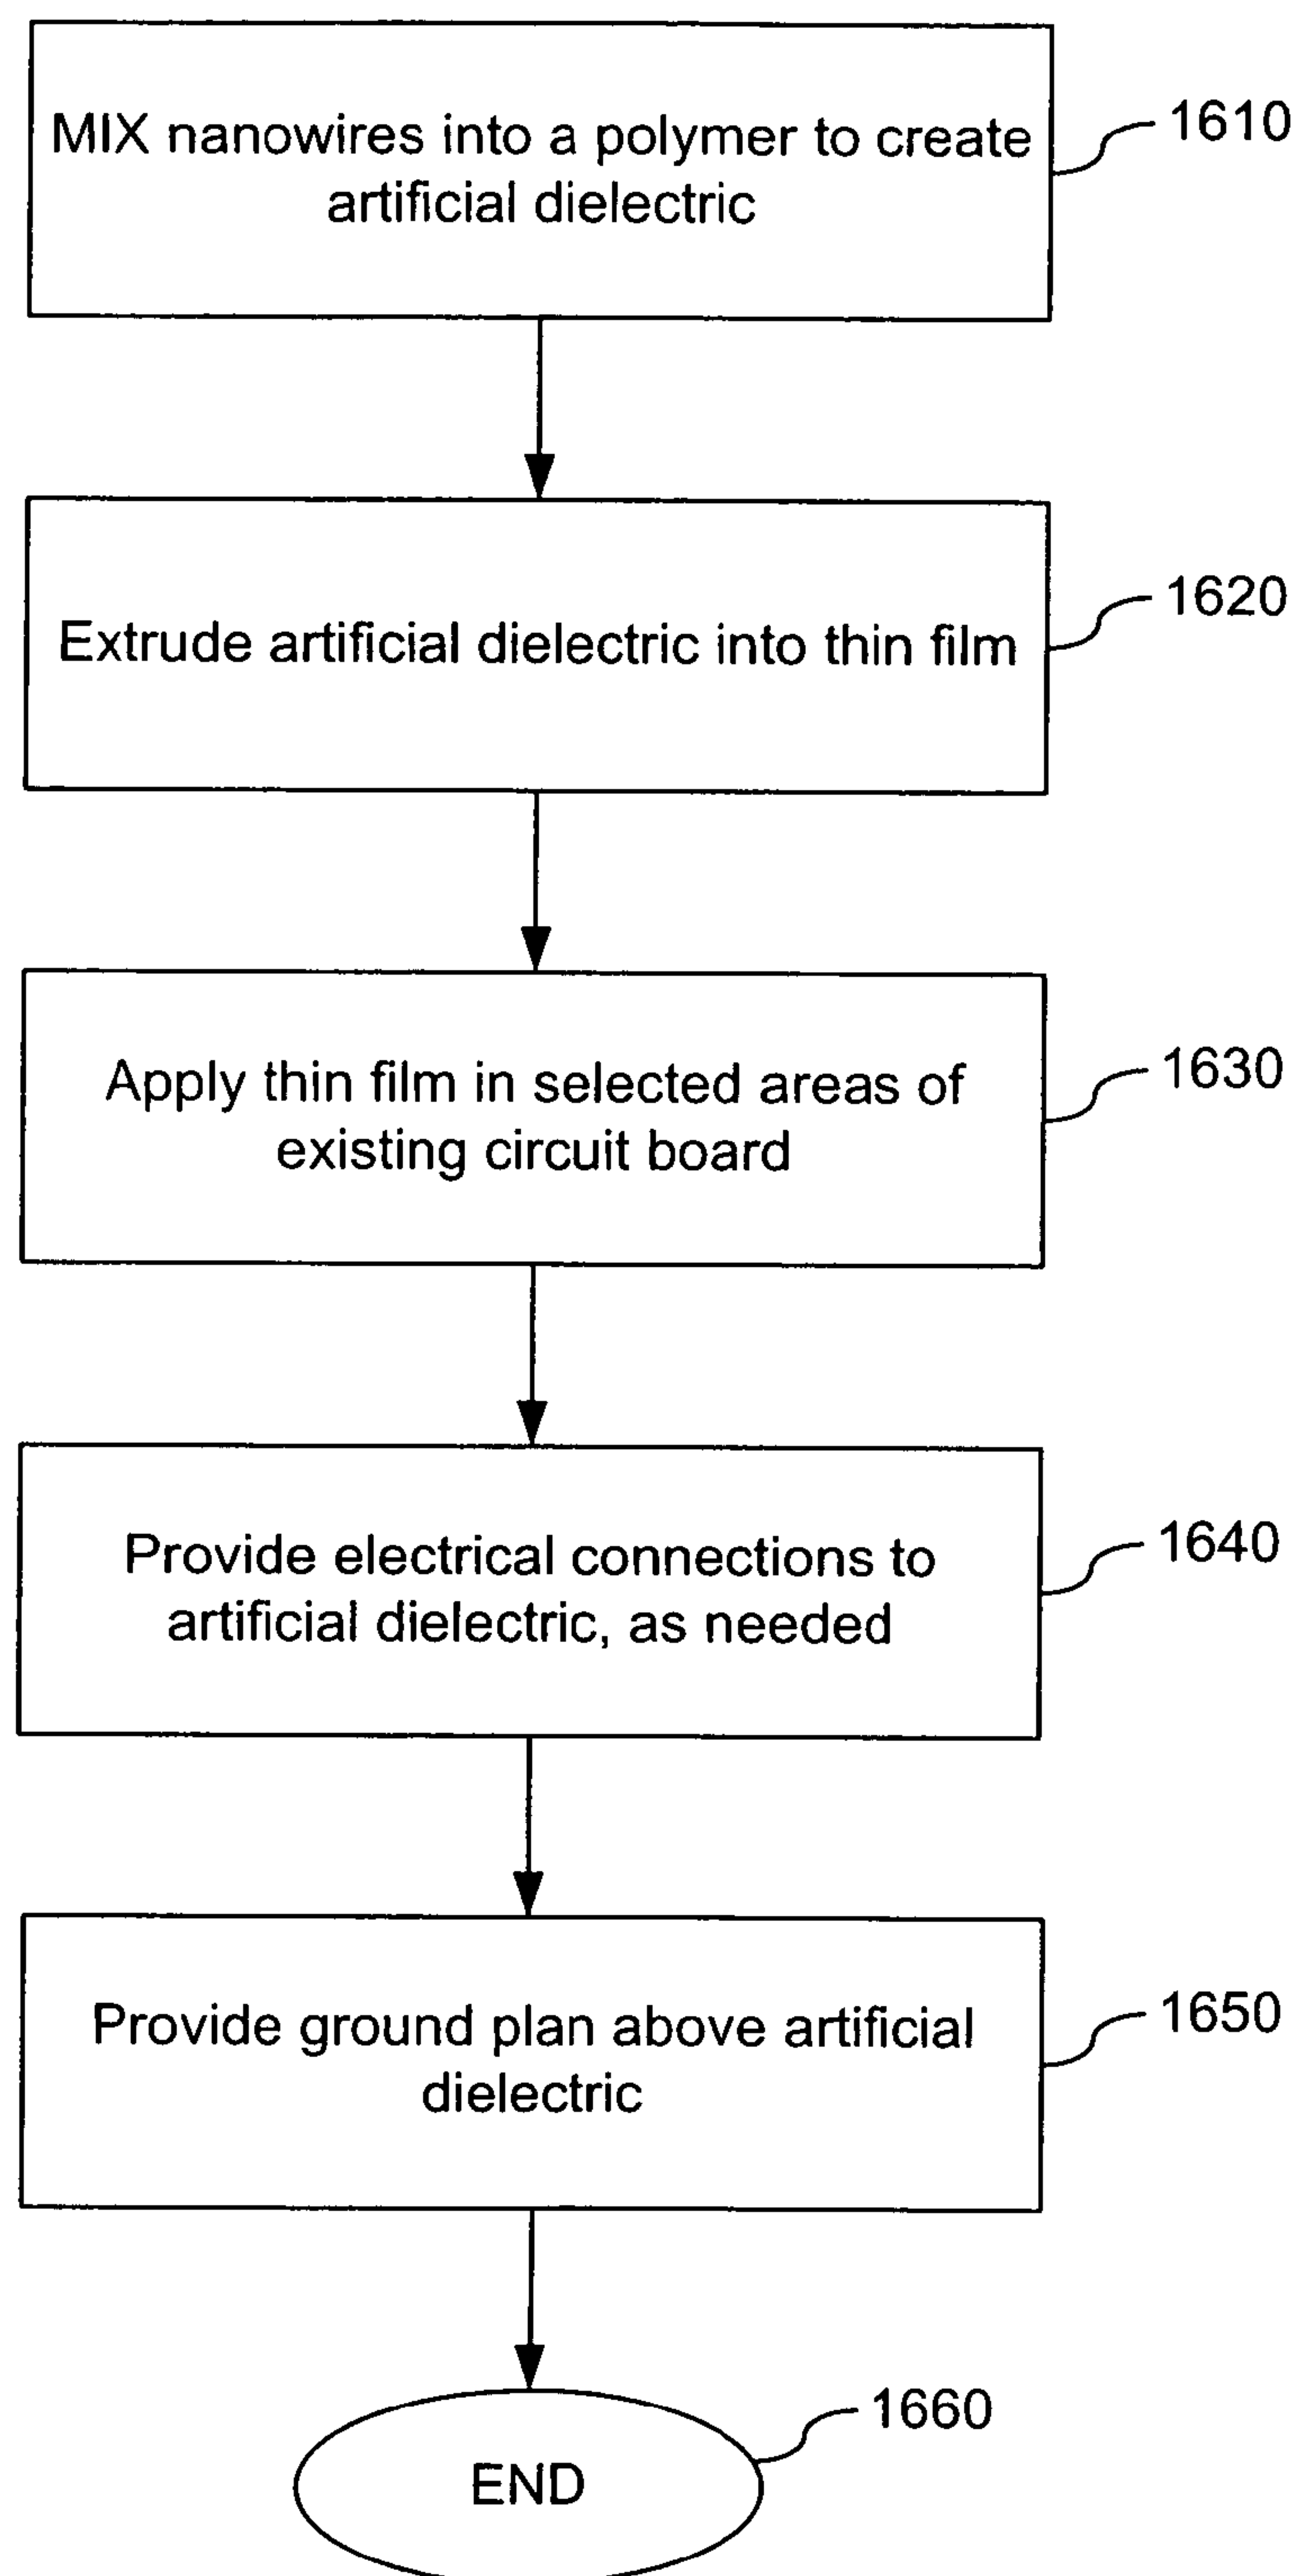 MIX nanowires into a polymer to create
artificial dielectric
1610
Extrude artificial dielectric into thin film
1620
Apply thin film in selected areas of
existing circuit board
1630
Provide electrical connections to
artificial dielectric, as needed
1640
Provide ground plan above artificial
dielectric
1650
END
1660